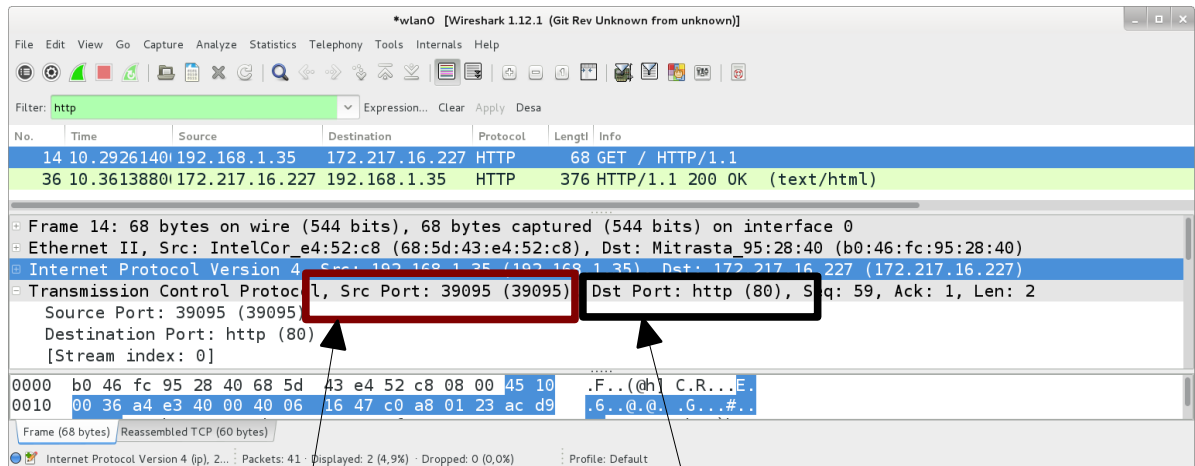 *wlan0 [Wireshark 1.12.1 (Git Rev Unknown from unknown)]
File Edit View Go Capture Analyze Statistics Telephony Tools Internals Help
Filter: http Expression... Clear Apply Desa
No. Time Source Destination Protocol Lengtl Info
14 10.29261400 192.168.1.35 172.217.16.227 HTTP 68 GET / HTTP/1.1
36 10.36138800 172.217.16.227 192.168.1.35 HTTP 376 HTTP/1.1 200 OK (text/html)
Frame 14: 68 bytes on wire (544 bits), 68 bytes captured (544 bits) on interface 0
Ethernet II, Src: IntelCor_e4:52:c8 (68:5d:43:e4:52:c8), Dst: Mitrasta_95:28:40 (b0:46:fc:95:28:40)
Internet Protocol Version 4, Src: 192.168.1.35 (192.168.1.35), Dst: 172.217.16.227 (172.217.16.227)
Transmission Control Protocol, Src Port: 39095 (39095) Dst Port: http (80), Seq: 59, Ack: 1, Len: 2
Source Port: 39095 (39095)
Destination Port: http (80)
[Stream index: 0]
0000 b0 46 fc 95 28 40 68 5d 43 e4 52 c8 08 00 45 10 .F..(@h] C.R...E.
0010 00 36 a4 e3 40 00 40 06 16 47 c0 a8 01 23 ac d9 .6..@.@. .G...#..
Frame (68 bytes) Reassembled TCP (60 bytes)
Internet Protocol Version 4 (ip), 2... Packets: 41 · Displayed: 2 (4,9%) · Dropped: 0 (0,0%) Profile: Default